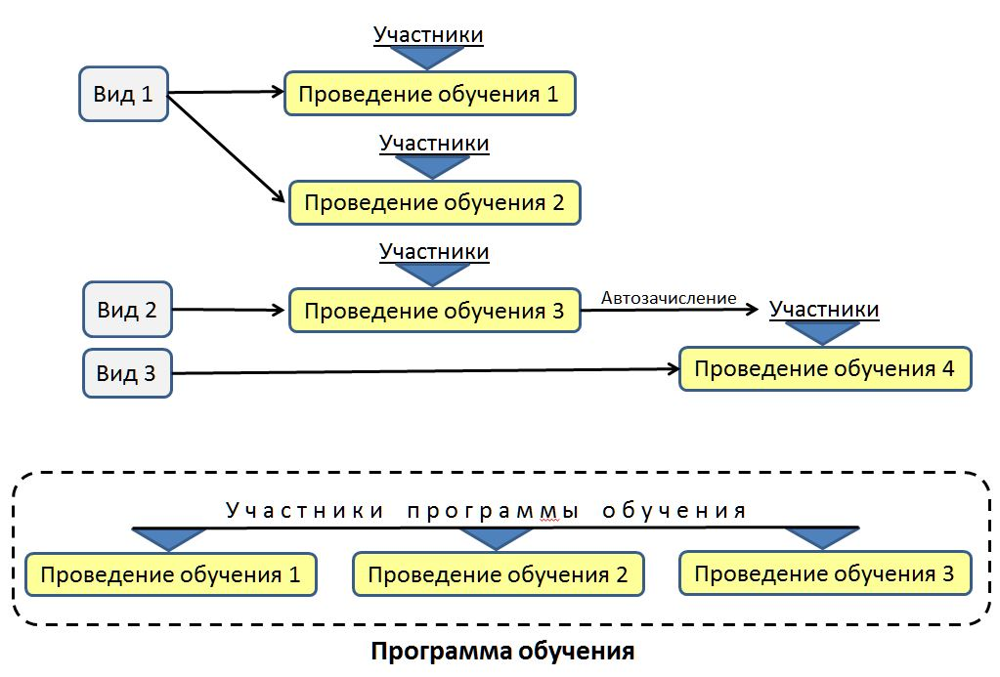 Участники
Вид 1
Проведение обучения 1
Участники
Проведение обучения 2
Участники
Вид 2
Проведение обучения 3
Автозачисление
Участники
Вид 3
Проведение обучения 4
Участники программы обучения
Проведение обучения 1
Проведение обучения 2
Проведение обучения 3
Программа обучения